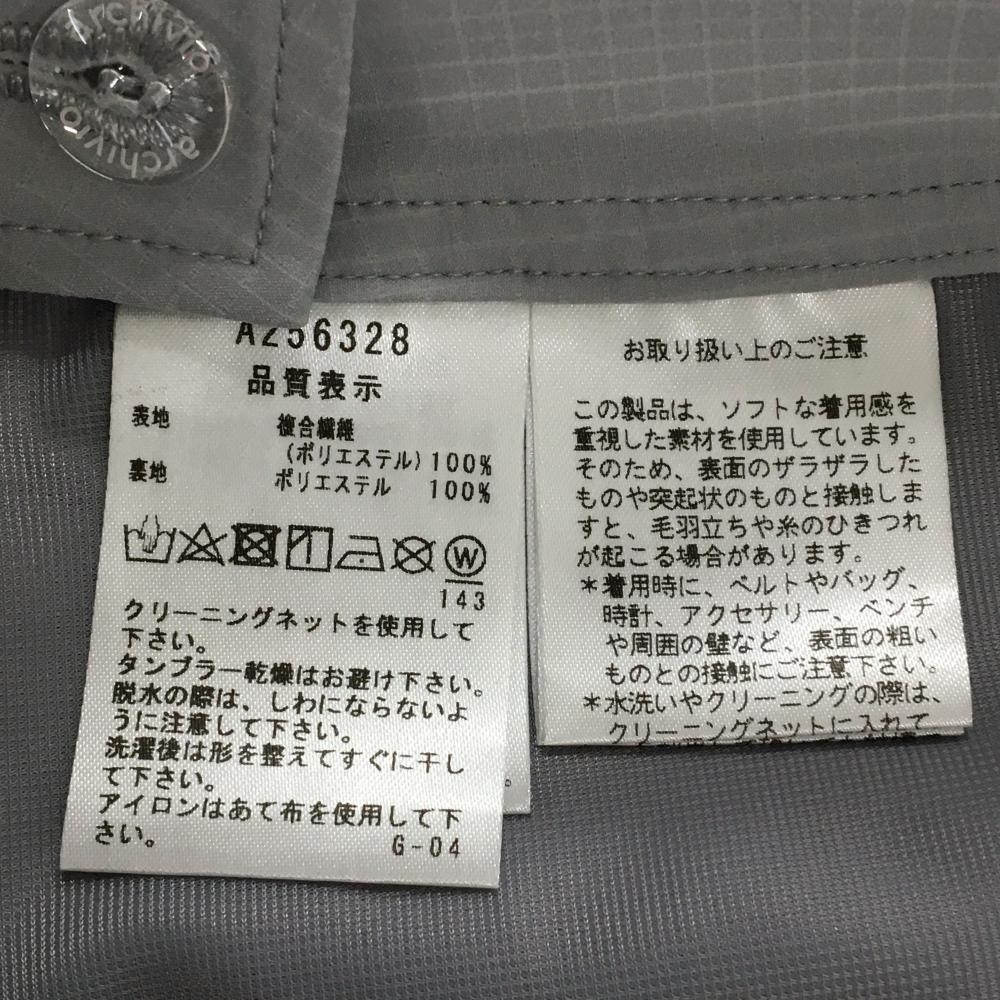 archivio
archivio
A256328
品質表示
表地 複合繊維
(ポリエステル) 100%
裏地 ポリエステル 100%
W
143
クリーニングネットを使用して
下さい。
タンブラー乾燥はお避け下さい。
脱水の際は、しわにならないよ
うに注意して下さい。
洗濯後は形を整えてすぐに干し
て下さい。
アイロンはあて布を使用して下
さい。
G-04
お取り扱い上のご注意
この製品は、ソフトな着用感を
重視した素材を使用しています。
そのため、裏面のザラザラした
ものや突起状のものと接触しま
すと、毛羽立ちや糸のひきつれ
が起こる場合があります。
*着用時に、ベルトやバッグ、
時計、アクセサリー、ベンチ
や周囲の壁など、表面の粗い
ものとの接触にご注意下さい。
*水洗いやクリーニングの際は、
クリーニングネットに入れて